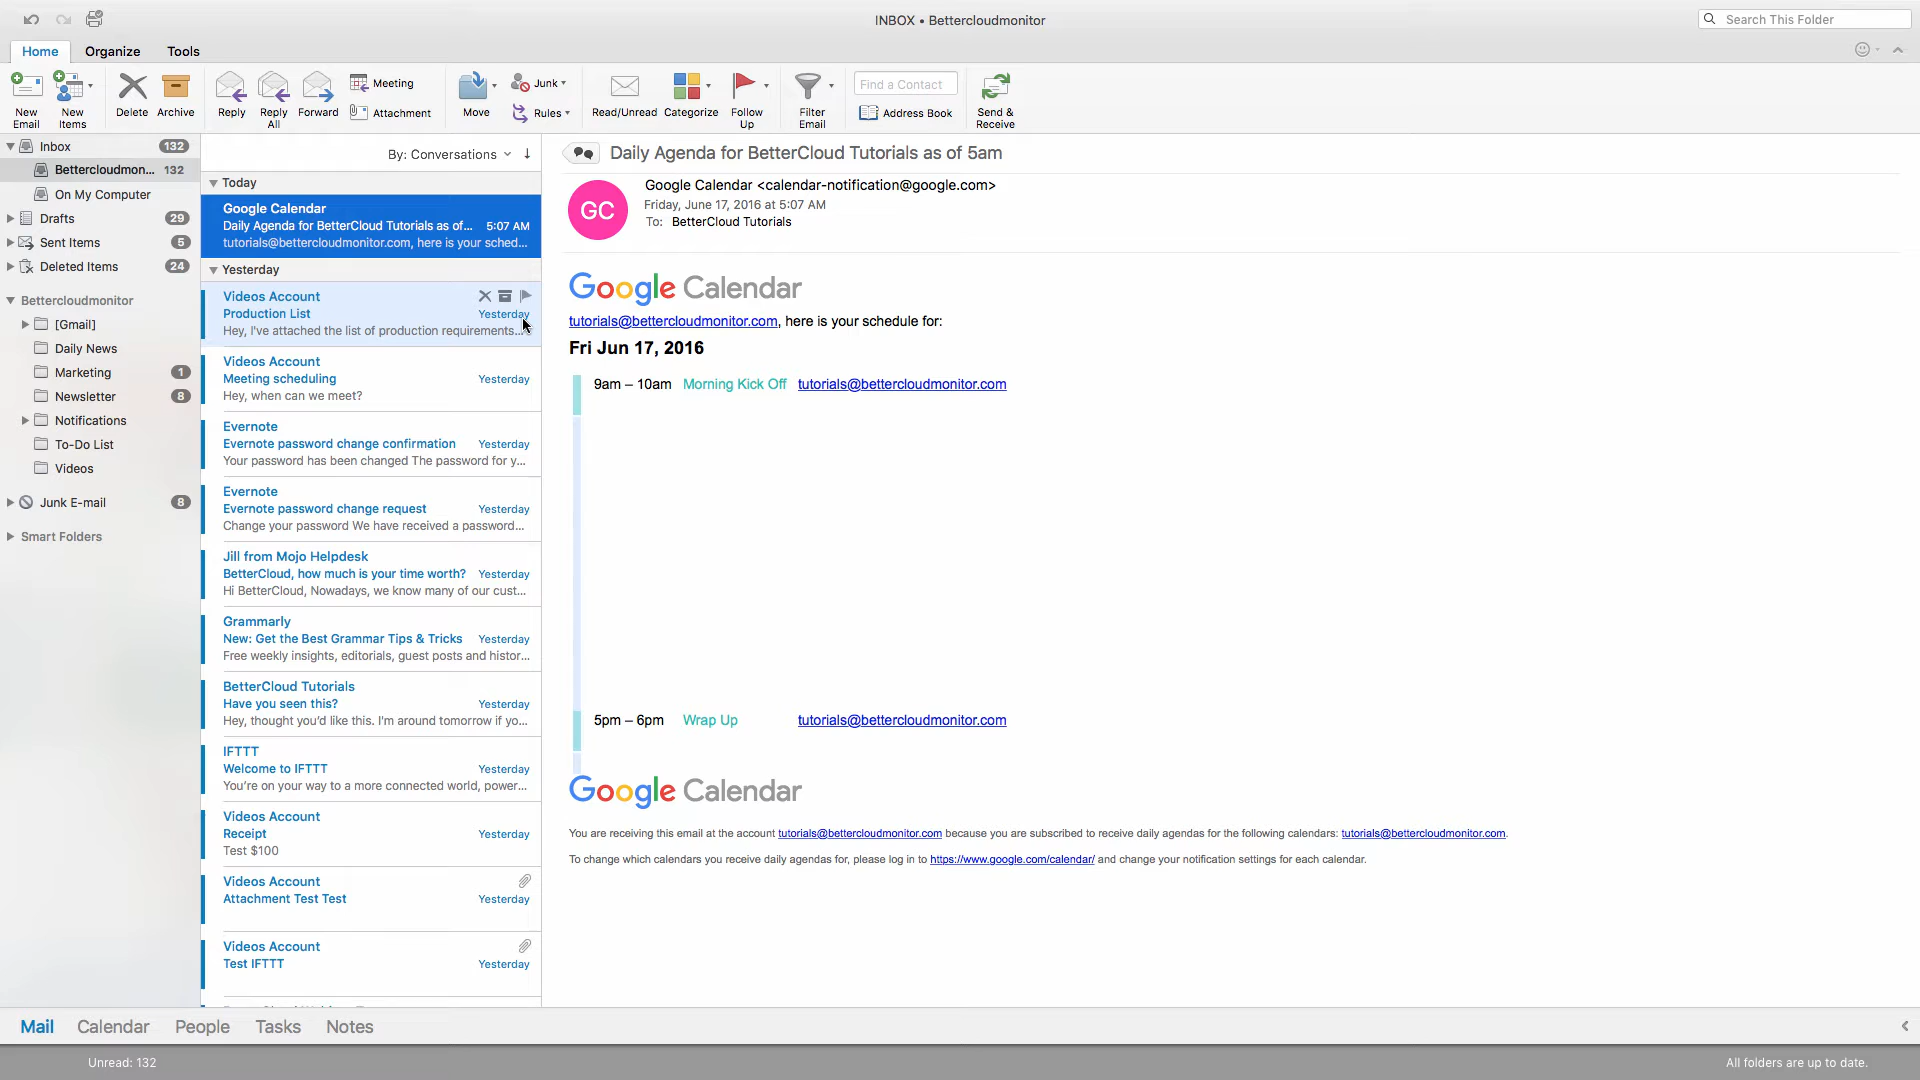 INBOX • Bettercloudmonitor
Search This Folder
Home Organize Tools
New Email
New Items
Delete
Archive
Reply
Reply All
Forward
Meeting
Attachment
Move
Junk
Rules
Read/Unread
Categorize
Follow Up
Filter Email
Find a Contact
Address Book
Send & Receive
Inbox 132
Bettercloudmon... 132
On My Computer
Drafts 29
Sent Items 5
Deleted Items 24
Bettercloudmonitor
[Gmail]
Daily News
Marketing 1
Newsletter 8
Notifications
To-Do List
Videos
Junk E-mail 8
Smart Folders
By: Conversations
Today
Google Calendar
Daily Agenda for BetterCloud Tutorials as of... 5:07 AM
tutorials@bettercloudmonitor.com, here is your sched...
Yesterday
Videos Account
Production List Yesterday
Hey, I've attached the list of production requirements...
Videos Account
Meeting scheduling Yesterday
Hey, when can we meet?
Evernote
Evernote password change confirmation Yesterday
Your password has been changed The password for y...
Evernote
Evernote password change request Yesterday
Change your password We have received a password...
Jill from Mojo Helpdesk
BetterCloud, how much is your time worth? Yesterday
Hi BetterCloud, Nowadays, we know many of our cust...
Grammarly
New: Get the Best Grammar Tips & Tricks Yesterday
Free weekly insights, editorials, guest posts and histor...
BetterCloud Tutorials
Have you seen this? Yesterday
Hey, thought you'd like this. I'm around tomorrow if yo...
IFTTT
Welcome to IFTTT Yesterday
You're on your way to a more connected world, power...
Videos Account
Receipt Yesterday
Test $100
Videos Account
Attachment Test Test Yesterday
Videos Account
Test IFTTT Yesterday
Daily Agenda for BetterCloud Tutorials as of 5am
GC
Google Calendar <calendar-notification@google.com>
Friday, June 17, 2016 at 5:07 AM
To: BetterCloud Tutorials
Google Calendar
tutorials@bettercloudmonitor.com, here is your schedule for:
Fri Jun 17, 2016
9am – 10am Morning Kick Off tutorials@bettercloudmonitor.com
5pm – 6pm Wrap Up tutorials@bettercloudmonitor.com
Google Calendar
You are receiving this email at the account tutorials@bettercloudmonitor.com because you are subscribed to receive daily agendas for the following calendars: tutorials@bettercloudmonitor.com.
To change which calendars you receive daily agendas for, please log in to https://www.google.com/calendar/ and change your notification settings for each calendar.
Mail Calendar People Tasks Notes
Unread: 132
All folders are up to date.